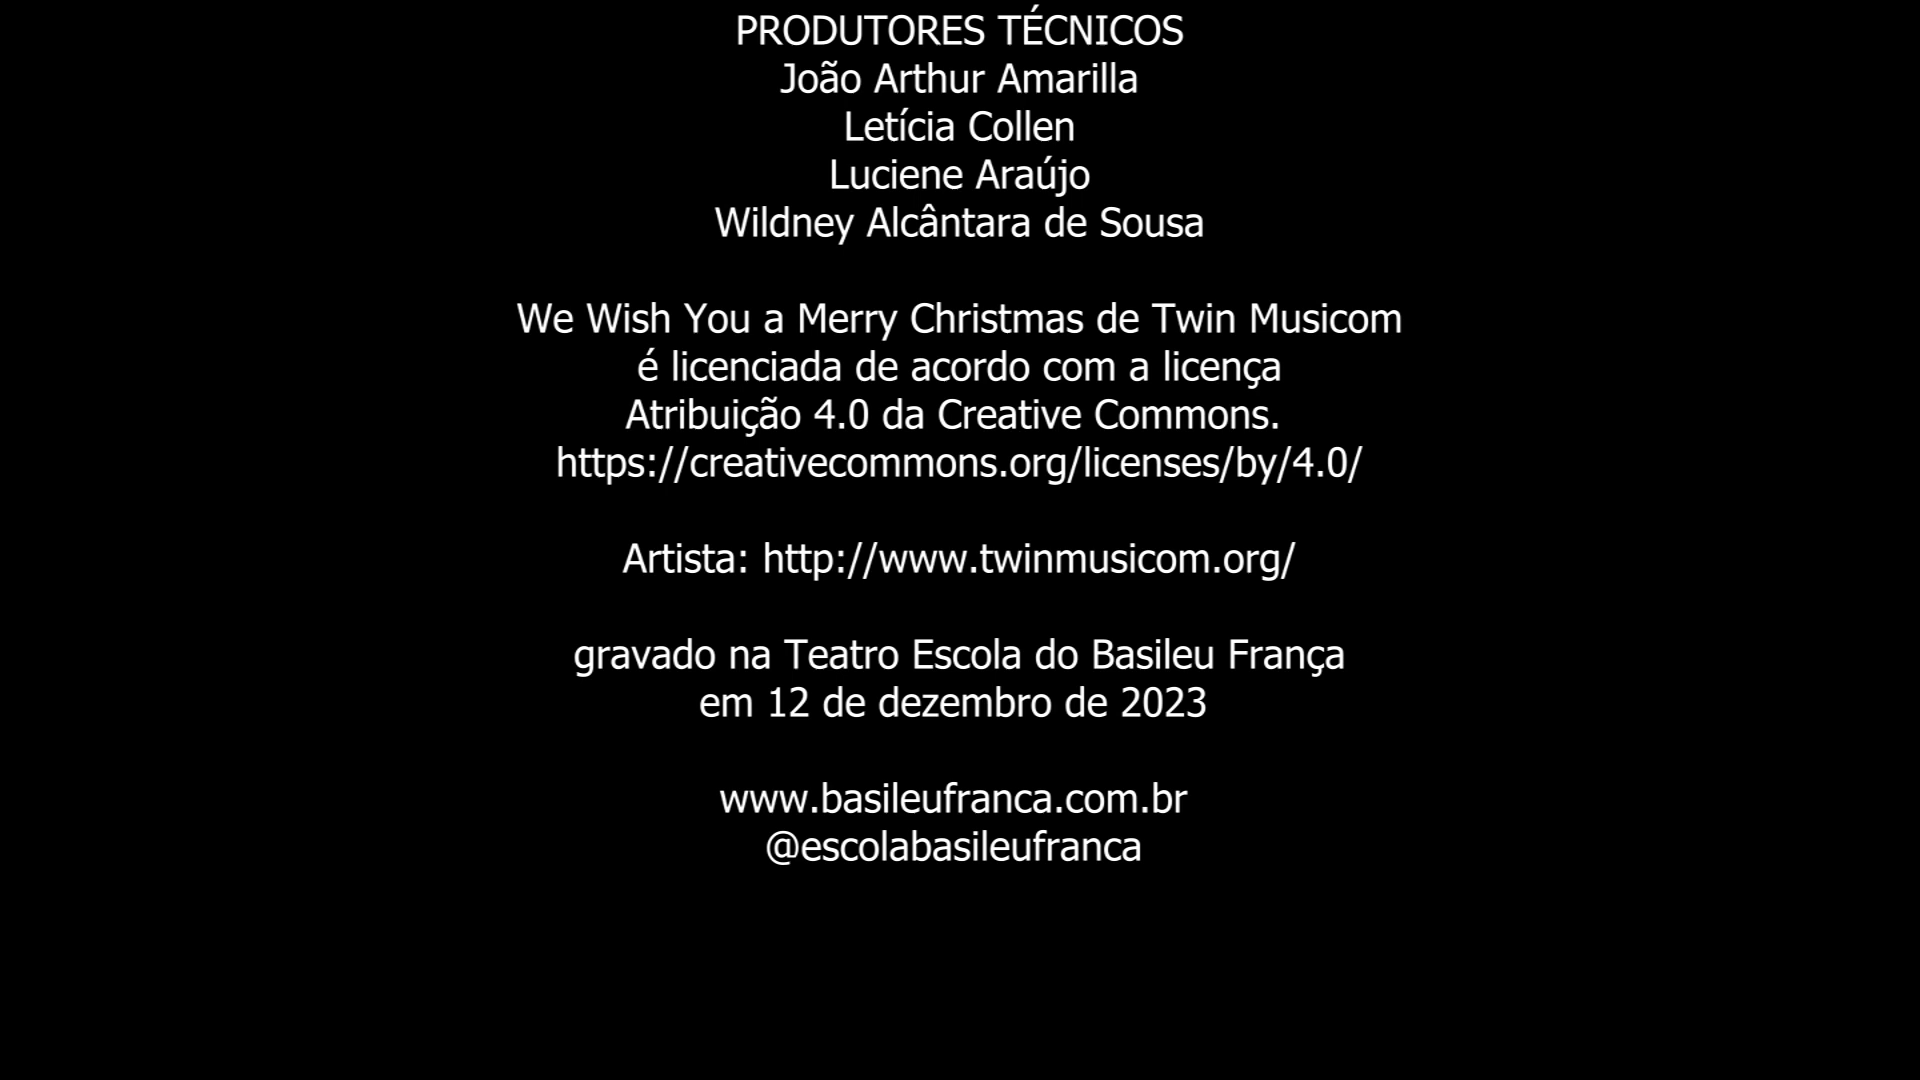 PRODUTORES TÉCNICOS
João Arthur Amarilla
Letícia Collen
Luciene Araújo
Wildney Alcântara de Sousa
We Wish You a Merry Christmas de Twin Musicom
é licenciada de acordo com a licença
Atribuição 4.0 da Creative Commons.
https://creativecommons.org/licenses/by/4.0/
Artista: http://www.twinmusicom.org/
gravado na Teatro Escola do Basileu França
em 12 de dezembro de 2023
www.basileufranca.com.br
@escolabasileufranca